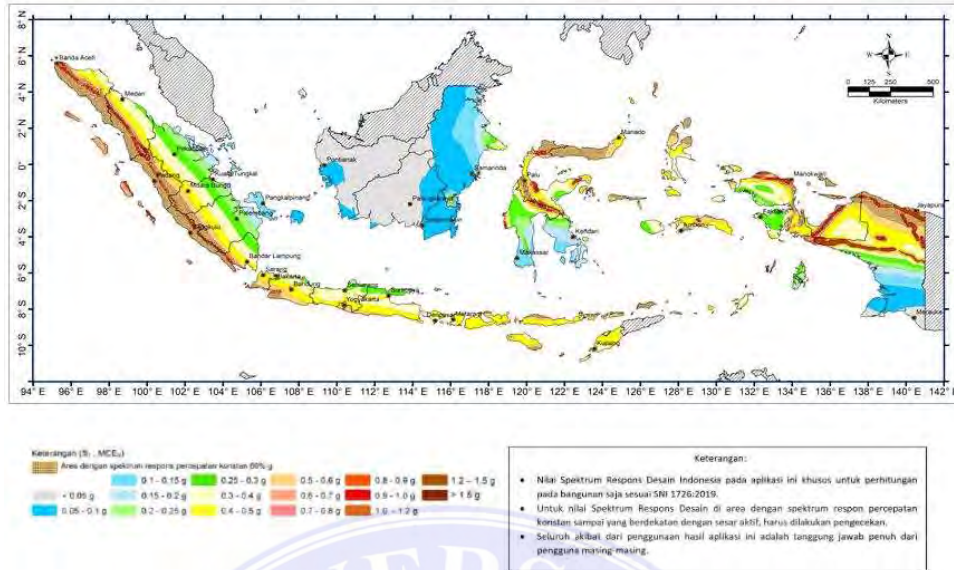 8° N
6° N
4° N
2° N
0°
2° S
4° S
6° S
8° S
10° S
94° E 96° E 98° E 100° E 102° E 104° E 106° E 108° E 110° E 112° E 114° E 116° E 118° E 120° E 122° E 124° E 126° E 128° E 130° E 132° E 134° E 136° E 138° E 140° E 142° E
N
W E
S
0 125 250 500
Kilometers
Banda Aceh
Medan
Padang
Muara Bungo
Kuala Tungkal
Pangkalpinang
Palembang
Bandar Lampung
Serang
Jakarta
Bandung
Semarang
Yogyakarta
Surabaya
Denpasar
Mataram
Kupang
Pontianak
Samarinda
Palu
Manado
Makassar
Kendari
Manokwari
Jayapura
Merauke
Keterangan (S₁ , MCEᵣ)
Area dengan spektrum respons percepatan konstan 60% g
< 0.05 g
0.05 - 0.1 g
0.1 - 0.15 g
0.15 - 0.2 g
0.2 - 0.25 g
0.25 - 0.3 g
0.3 - 0.4 g
0.4 - 0.5 g
0.5 - 0.6 g
0.6 - 0.7 g
0.7 - 0.8 g
0.8 - 0.9 g
0.9 - 1.0 g
1.0 - 1.2 g
1.2 - 1.5 g
> 1.5 g
Keterangan:
• Nilai Spektrum Respons Desain Indonesia pada aplikasi ini khusus untuk perhitungan
pada bangunan saja sesuai SNI 1726:2019.
• Untuk nilai Spektrum Respons Desain di area dengan spektrum respon percepatan
konstan sampai yang berdekatan dengan sesar aktif, harus dilakukan pengecekan.
• Seluruh akibat dari penggunaan hasil aplikasi ini adalah tanggung jawab penuh dari
pengguna masing-masing.